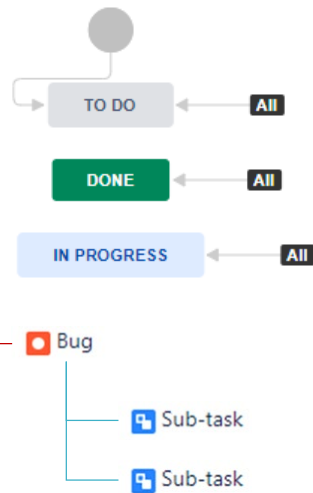 TO DO All
DONE All
IN PROGRESS All
Bug
Sub-task
Sub-task